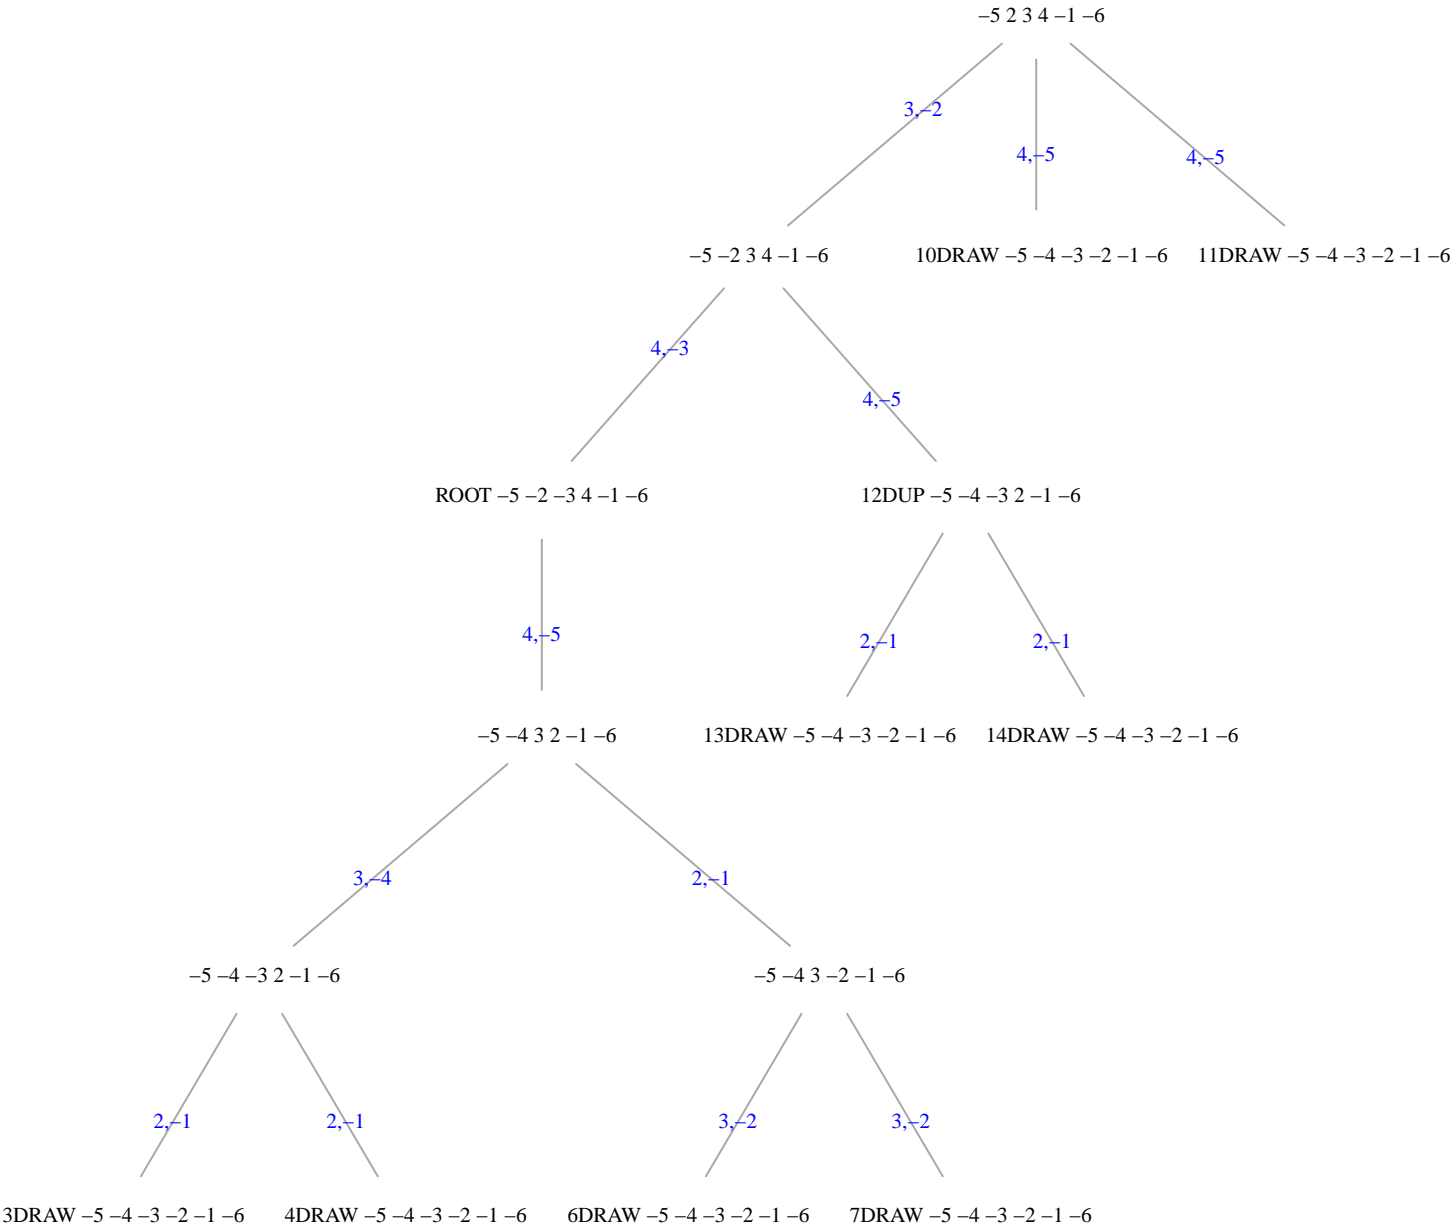 –5 2 3 4 –1 –6
3,–2
4,–5
4,–5
–5 –2 3 4 –1 –6
10DRAW –5 –4 –3 –2 –1 –6
11DRAW –5 –4 –3 –2 –1 –6
4,–3
4,–5
ROOT –5 –2 –3 4 –1 –6
12DUP –5 –4 –3 2 –1 –6
4,–5
2,–1
2,–1
–5 –4 3 2 –1 –6
13DRAW –5 –4 –3 –2 –1 –6
14DRAW –5 –4 –3 –2 –1 –6
3,–4
2,–1
–5 –4 –3 2 –1 –6
–5 –4 3 –2 –1 –6
2,–1
2,–1
3,–2
3,–2
3DRAW –5 –4 –3 –2 –1 –6
4DRAW –5 –4 –3 –2 –1 –6
6DRAW –5 –4 –3 –2 –1 –6
7DRAW –5 –4 –3 –2 –1 –6